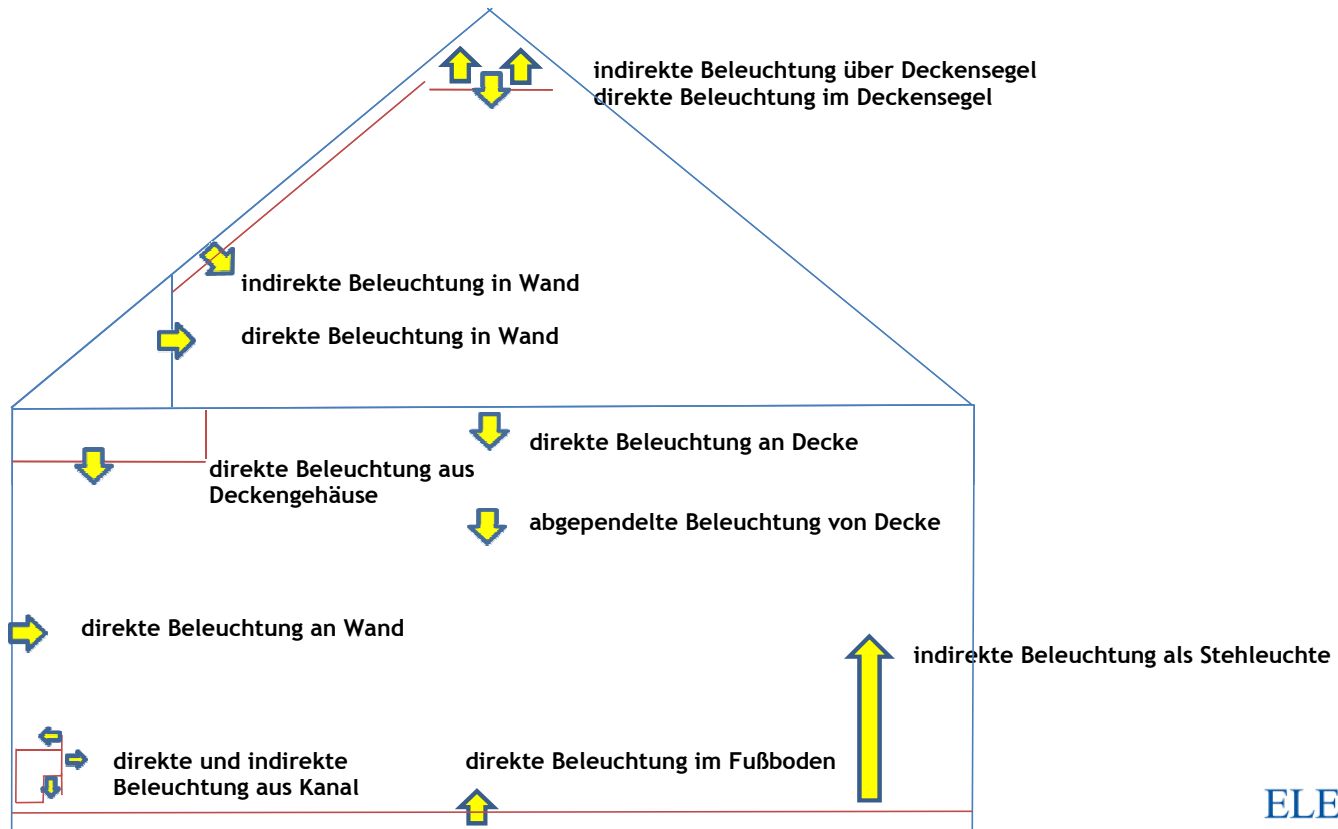 indirekte Beleuchtung über Deckensegel
direkte Beleuchtung im Deckensegel
indirekte Beleuchtung in Wand
direkte Beleuchtung in Wand
direkte Beleuchtung an Decke
direkte Beleuchtung aus
Deckengehäuse
abgependelte Beleuchtung von Decke
direkte Beleuchtung an Wand
indirekte Beleuchtung als Stehleuchte
direkte und indirekte
Beleuchtung aus Kanal
direkte Beleuchtung im Fußboden
ELE